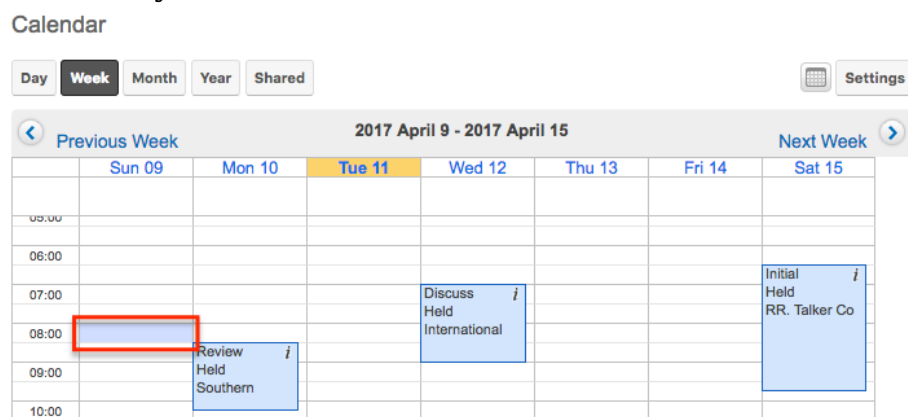 Calendar
Day Week Month Year Shared Settings
Previous Week 2017 April 9 - 2017 April 15 Next Week
Sun 09 Mon 10 Tue 11 Wed 12 Thu 13 Fri 14 Sat 15
05:00
06:00
Initial i
07:00 Discuss i Held
Held RR. Talker Co
08:00 International
Review i
09:00 Held
Southern
10:00